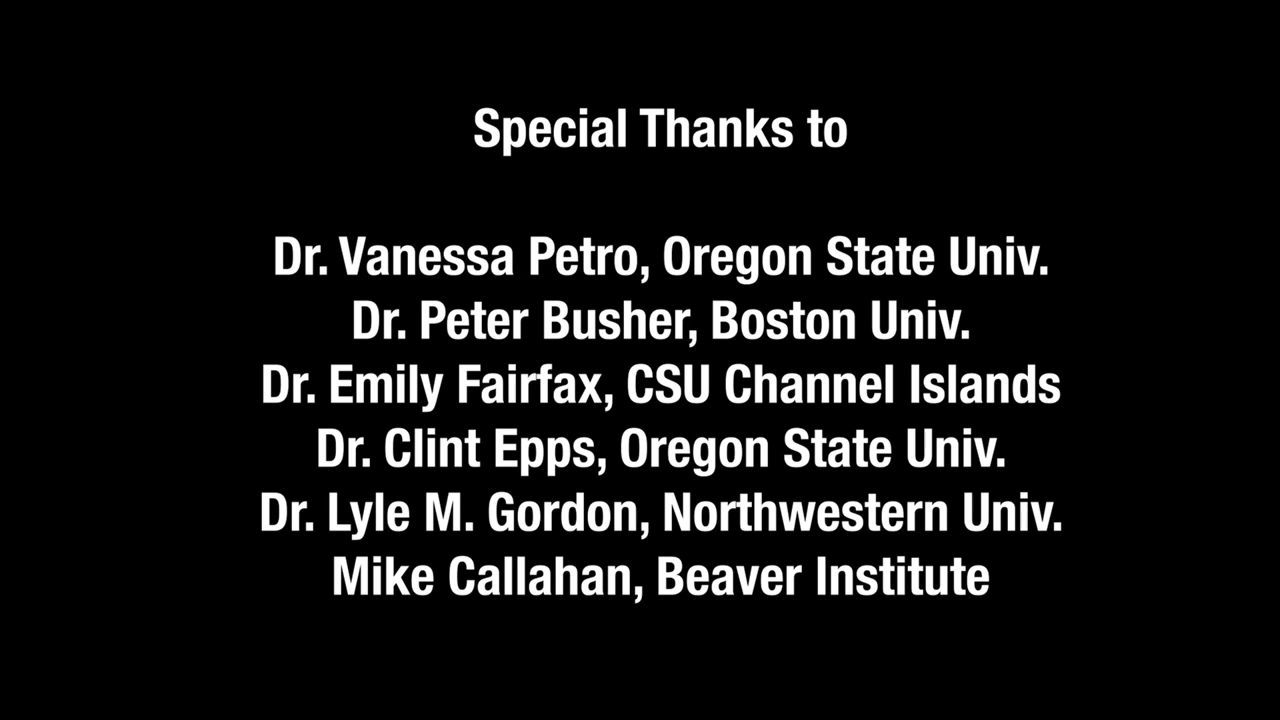 Special Thanks to
Dr. Vanessa Petro, Oregon State Univ.
Dr. Peter Busher, Boston Univ.
Dr. Emily Fairfax, CSU Channel Islands
Dr. Clint Epps, Oregon State Univ.
Dr. Lyle M. Gordon, Northwestern Univ.
Mike Callahan, Beaver Institute